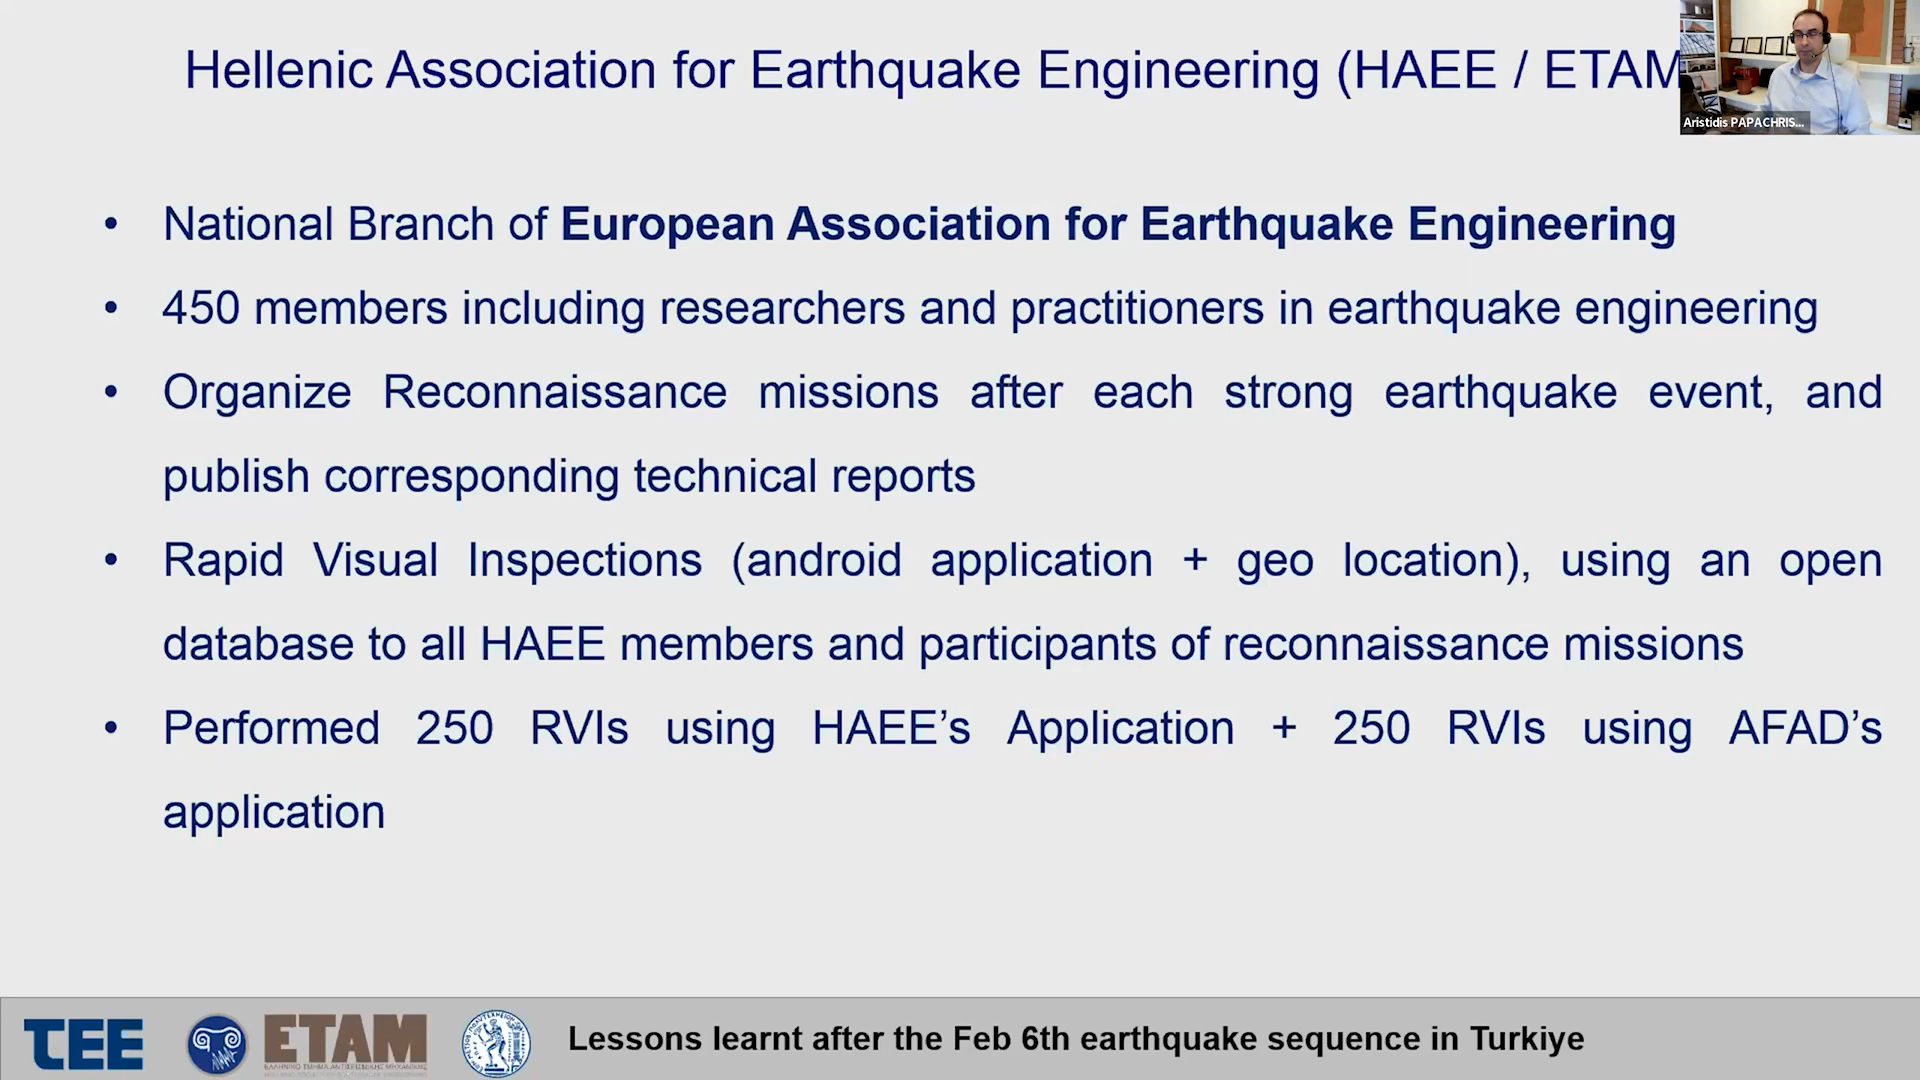 Hellenic Association for Earthquake Engineering (HAEE / ETAM
Aristidis PAPACHRIS...
• National Branch of European Association for Earthquake Engineering
• 450 members including researchers and practitioners in earthquake engineering
• Organize Reconnaissance missions after each strong earthquake event, and
publish corresponding technical reports
• Rapid Visual Inspections (android application + geo location), using an open
database to all HAEE members and participants of reconnaissance missions
• Performed 250 RVIs using HAEE’s Application + 250 RVIs using AFAD’s
application
TEE
ETAM
ΕΛΛΗΝΙΚΟ ΤΜΗΜΑ ΑΝΤΙΣΕΙΣΜΙΚΗΣ ΜΗΧΑΝΙΚΗΣ
Lessons learnt after the Feb 6th earthquake sequence in Turkiye